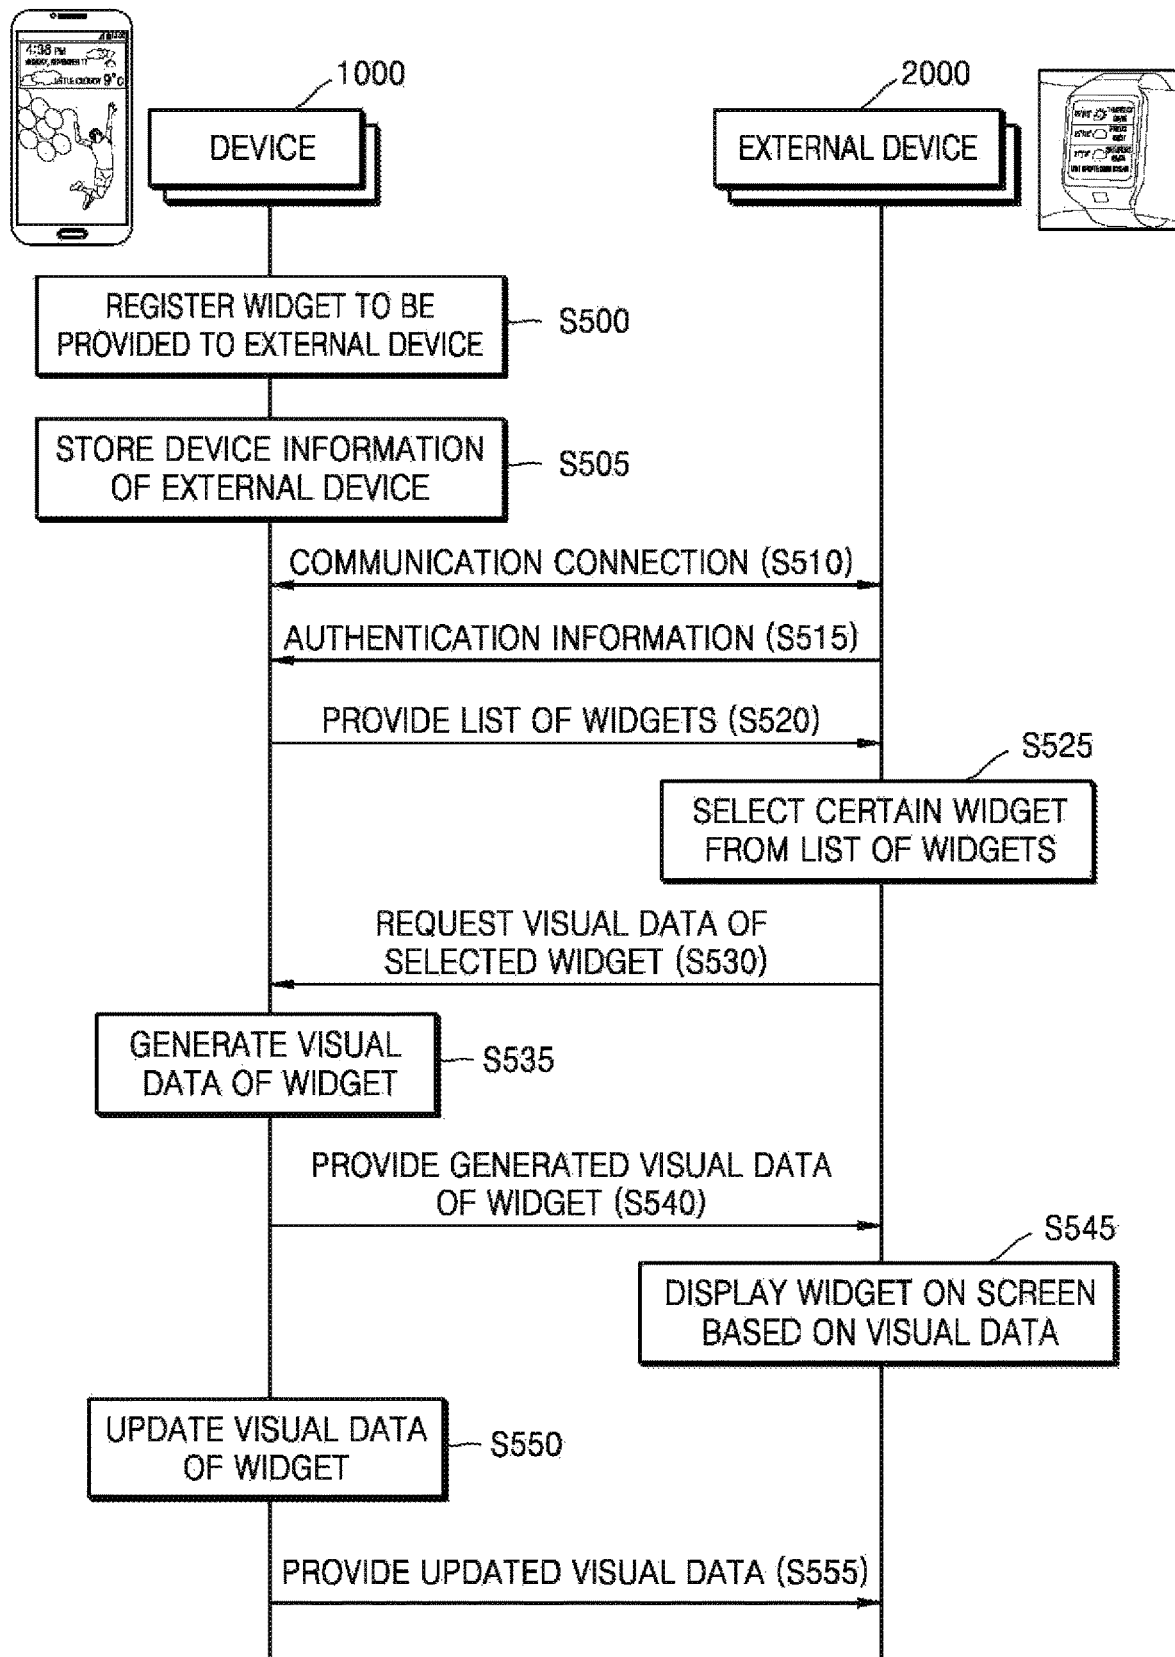 4:38 PM
9°C
1000
2000
DEVICE
EXTERNAL DEVICE
REGISTER WIDGET TO BE
PROVIDED TO EXTERNAL DEVICE
S500
STORE DEVICE INFORMATION
OF EXTERNAL DEVICE
S505
COMMUNICATION CONNECTION (S510)
AUTHENTICATION INFORMATION (S515)
PROVIDE LIST OF WIDGETS (S520)
S525
SELECT CERTAIN WIDGET
FROM LIST OF WIDGETS
REQUEST VISUAL DATA OF
SELECTED WIDGET (S530)
GENERATE VISUAL
DATA OF WIDGET
S535
PROVIDE GENERATED VISUAL DATA
OF WIDGET (S540)
S545
DISPLAY WIDGET ON SCREEN
BASED ON VISUAL DATA
UPDATE VISUAL DATA
OF WIDGET
S550
PROVIDE UPDATED VISUAL DATA (S555)